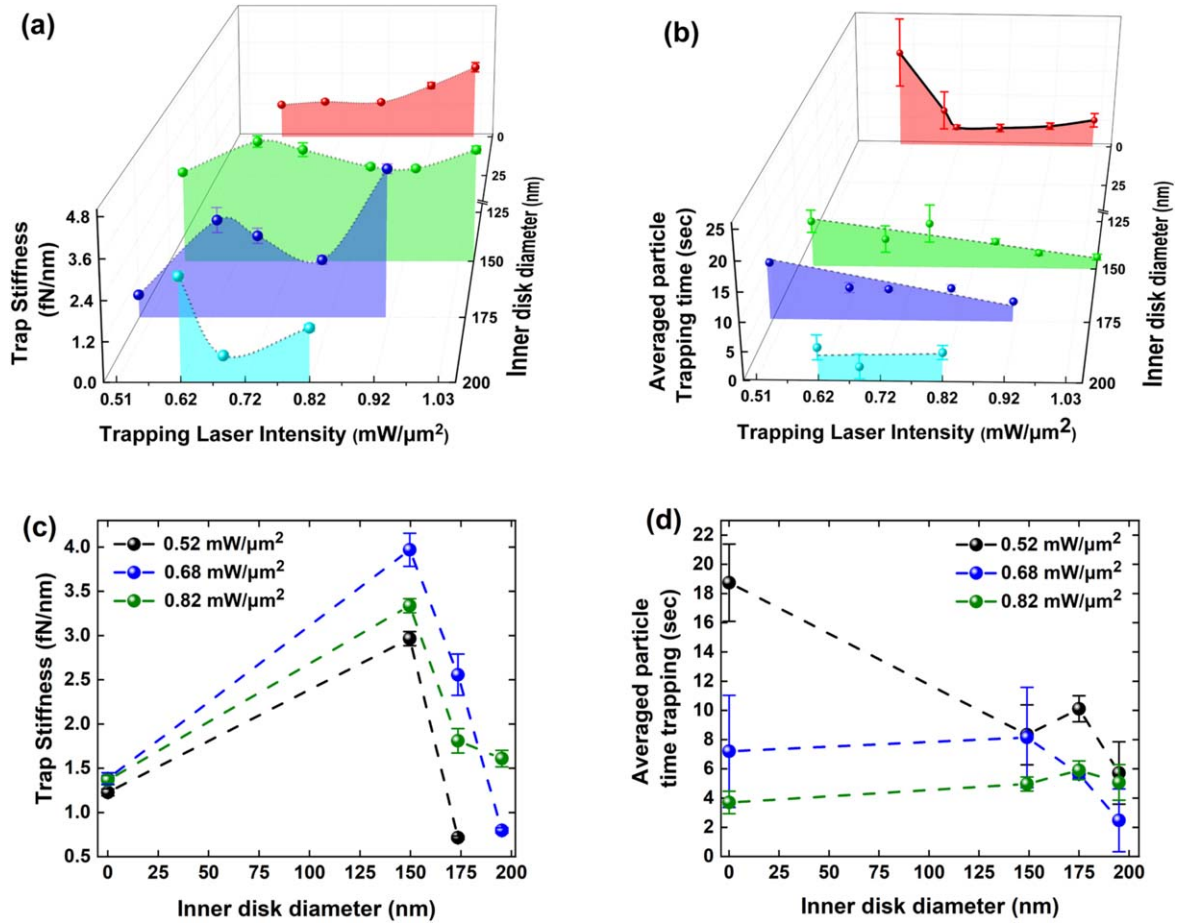 (a)
Trap Stiffness
(fN/nm)
4.8
3.6
2.4
1.2
0.0
0.51
0.62
0.72
0.82
0.92
1.03
Trapping Laser Intensity (mW/µm²)
0
25
125
150
175
200
Inner disk diameter (nm)
(b)
Averaged particle
Trapping time (sec)
25
20
15
10
5
0
0.51
0.62
0.72
0.82
0.92
1.03
Trapping Laser Intensity (mW/µm²)
0
25
125
150
175
200
Inner disk diameter (nm)
(c)
0.52 mW/µm²
0.68 mW/µm²
0.82 mW/µm²
Trap Stiffness (fN/nm)
4.0
3.5
3.0
2.5
2.0
1.5
1.0
0.5
0 25 50 75 100 125 150 175 200
Inner disk diameter (nm)
(d)
0.52 mW/µm²
0.68 mW/µm²
0.82 mW/µm²
Averaged particle
time trapping (sec)
22
20
18
16
14
12
10
8
6
4
2
0
0 25 50 75 100 125 150 175 200
Inner disk diameter (nm)